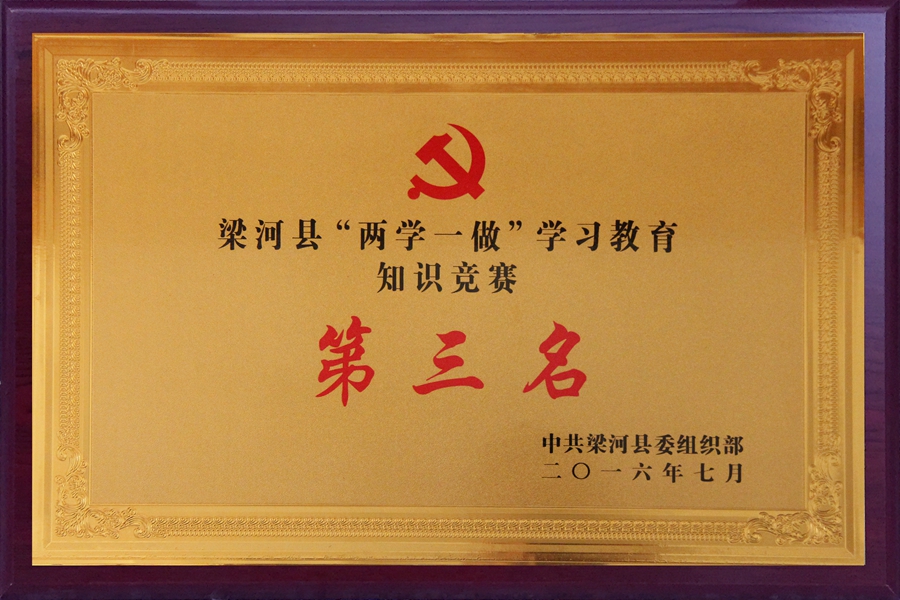 梁河县“两学一做”学习教育
知识竞赛
第三名
中共梁河县委组织部
二〇一六年七月